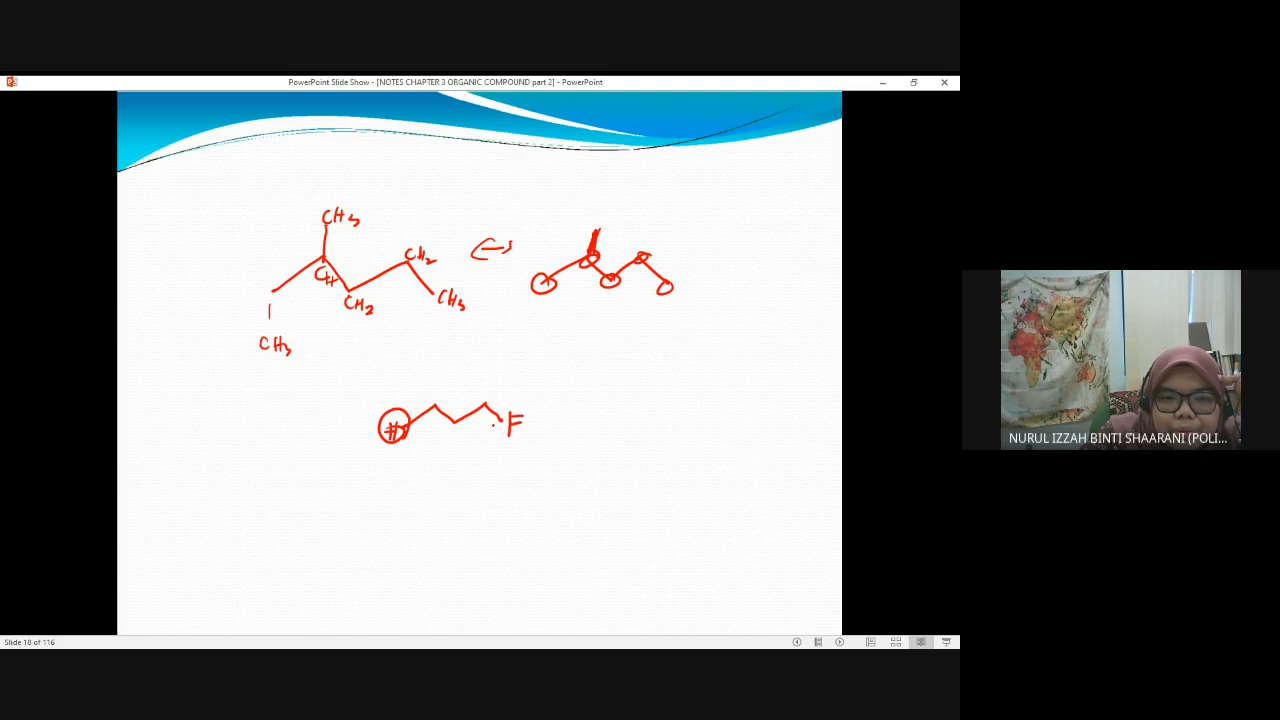 PowerPoint Slide Show - [NOTES CHAPTER 3 ORGANIC COMPOUND part 2] - PowerPoint
CH3
CH2
CH
CH2
CH3
CH3
F
NURUL IZZAH BINTI SHAARANI (POLI...
Slide 18 of 116